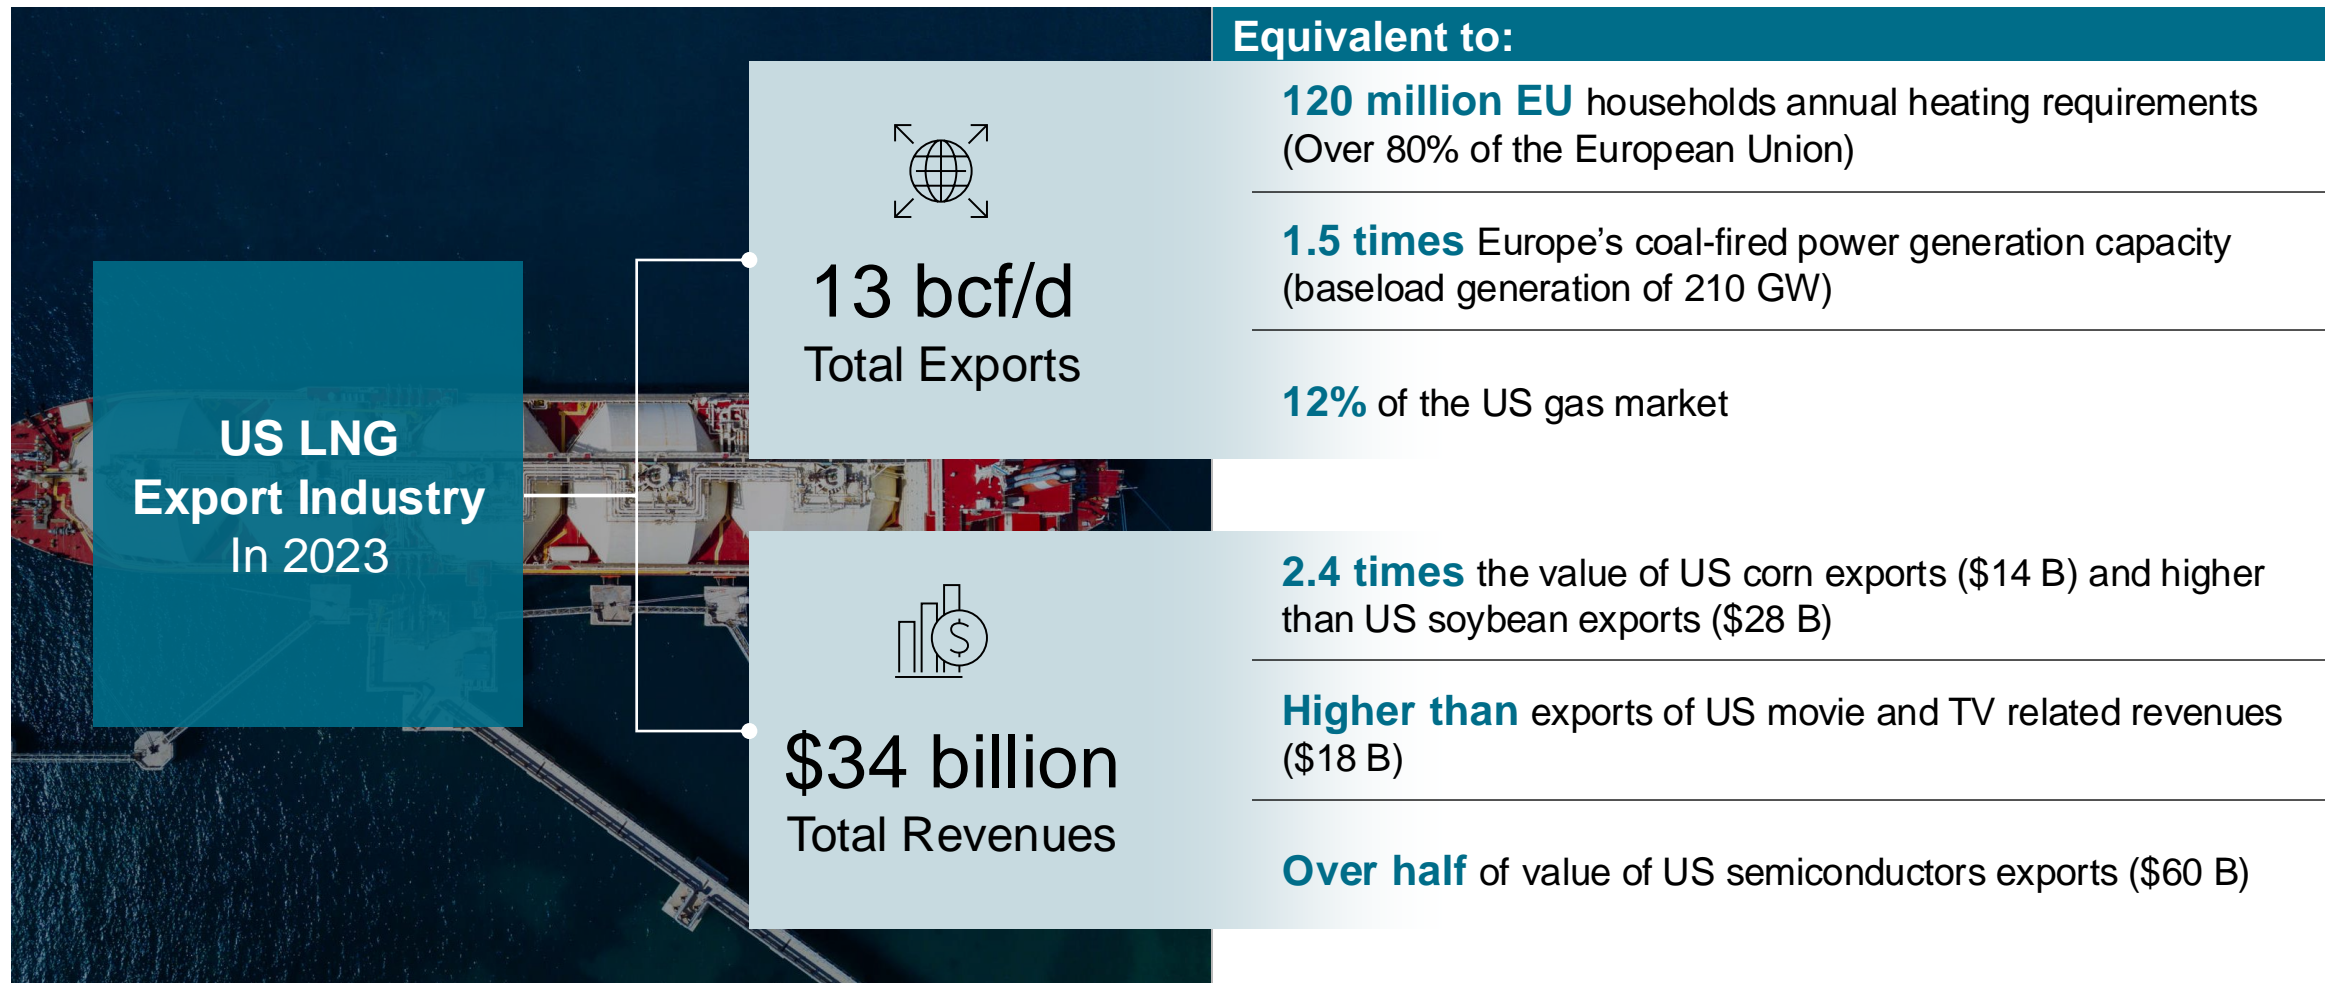 US LNG
Export Industry
In 2023
13 bcf/d
Total Exports
$34 billion
Total Revenues
Equivalent to:
120 million EU households annual heating requirements
(Over 80% of the European Union)
1.5 times Europe’s coal-fired power generation capacity
(baseload generation of 210 GW)
12% of the US gas market
2.4 times the value of US corn exports ($14 B) and higher
than US soybean exports ($28 B)
Higher than exports of US movie and TV related revenues
($18 B)
Over half of value of US semiconductors exports ($60 B)